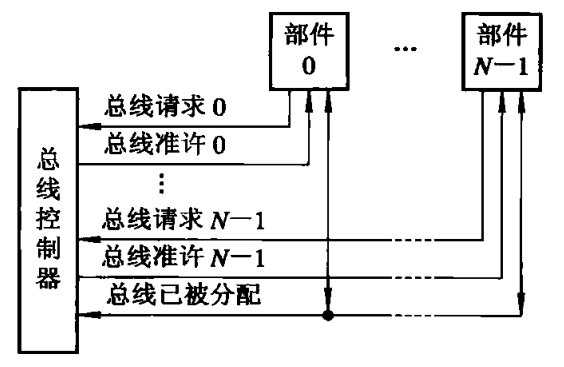 部件
0
…
部件
N－1
总线控制器
总线请求 0
总线准许 0
⋮
总线请求 N－1
总线准许 N－1
总线已被分配